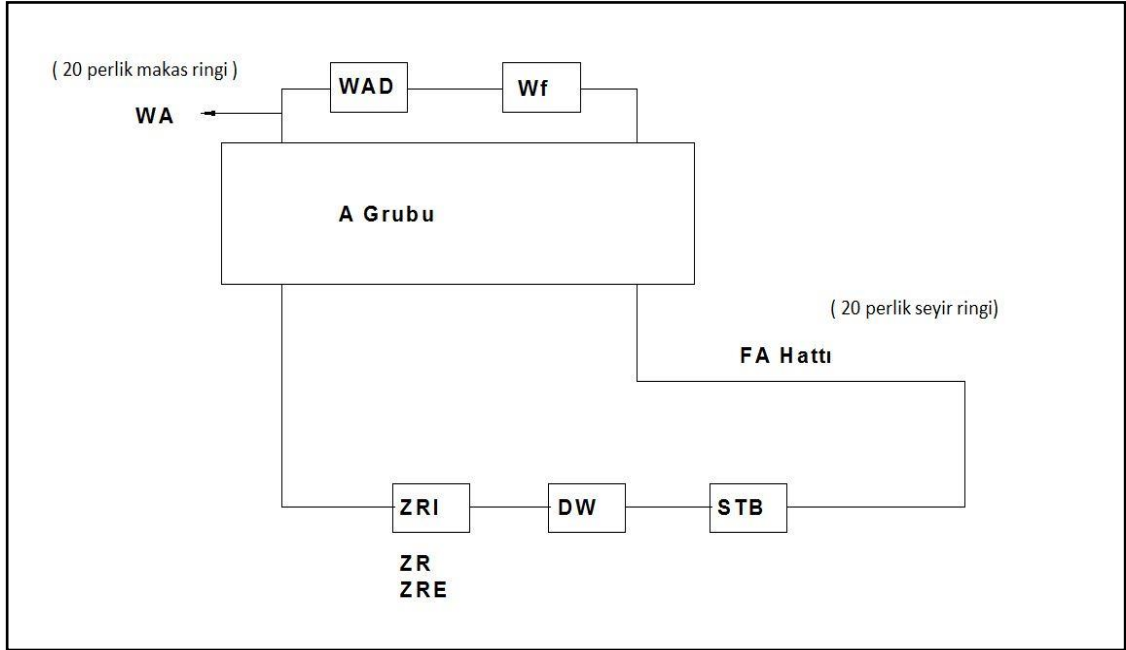 ( 20 perlik makas ringi )
WAD
Wf
WA
A Grubu
( 20 perlik seyir ringi)
FA Hattı
ZRI
DW
STB
ZR
ZRE